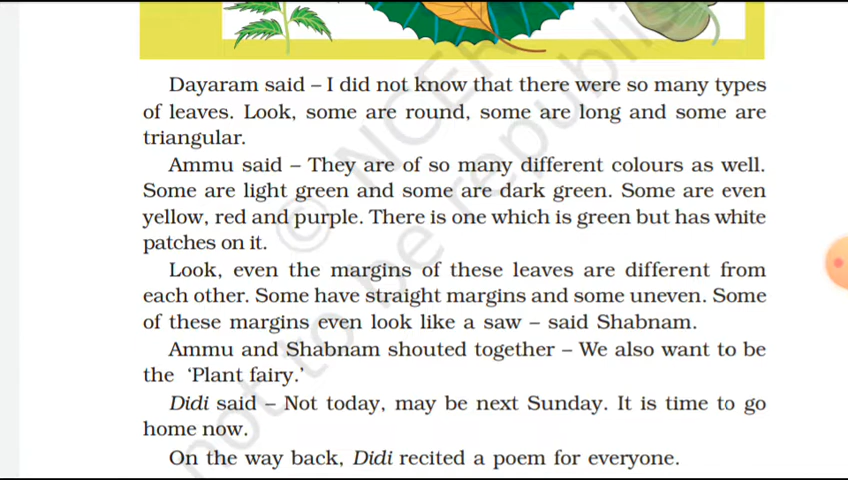 Dayaram said – I did not know that there were so many types
of leaves. Look, some are round, some are long and some are
triangular.
Ammu said – They are of so many different colours as well.
Some are light green and some are dark green. Some are even
yellow, red and purple. There is one which is green but has white
patches on it.
Look, even the margins of these leaves are different from
each other. Some have straight margins and some uneven. Some
of these margins even look like a saw – said Shabnam.
Ammu and Shabnam shouted together – We also want to be
the ‘Plant fairy.’
Didi said – Not today, may be next Sunday. It is time to go
home now.
On the way back, Didi recited a poem for everyone.
© NCERT
not to be republis